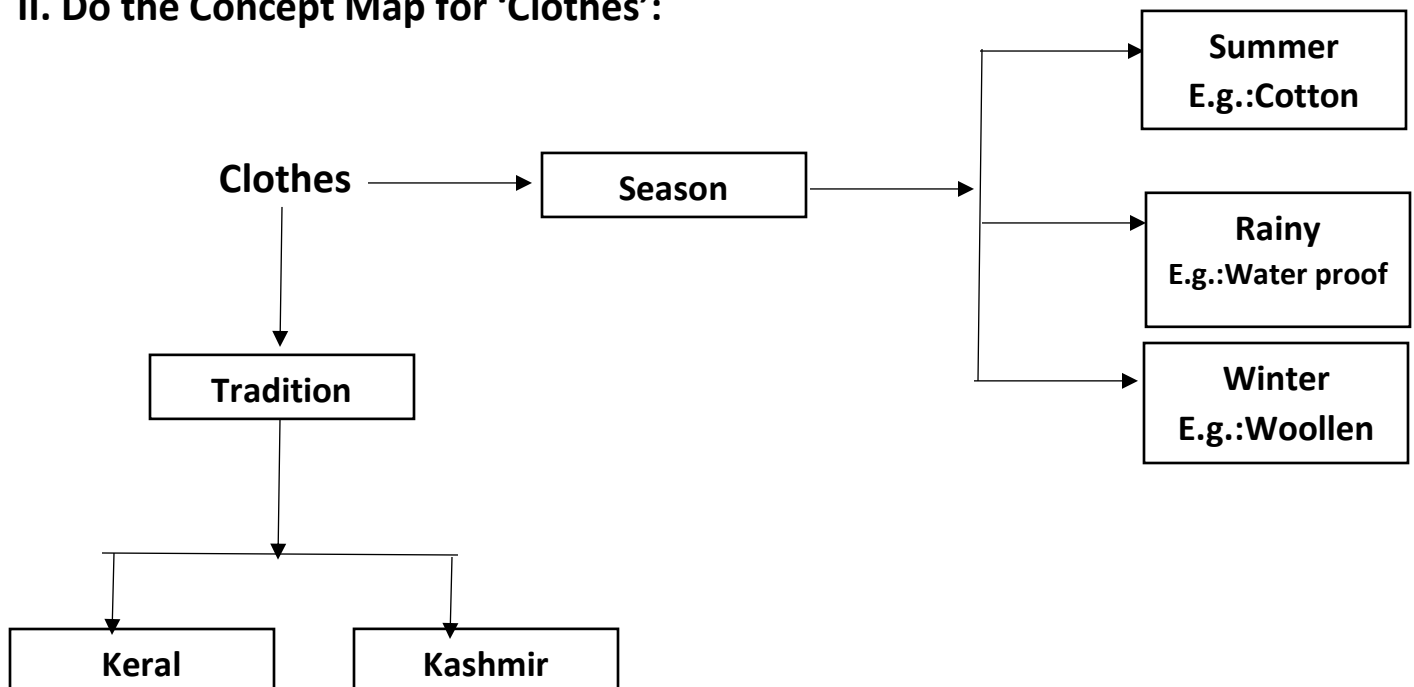 II. Do the Concept Map for ‘Clothes’:
Summer
E.g.:Cotton
Clothes
Season
Rainy
E.g.:Water proof
Tradition
Winter
E.g.:Woollen
Keral
Kashmir